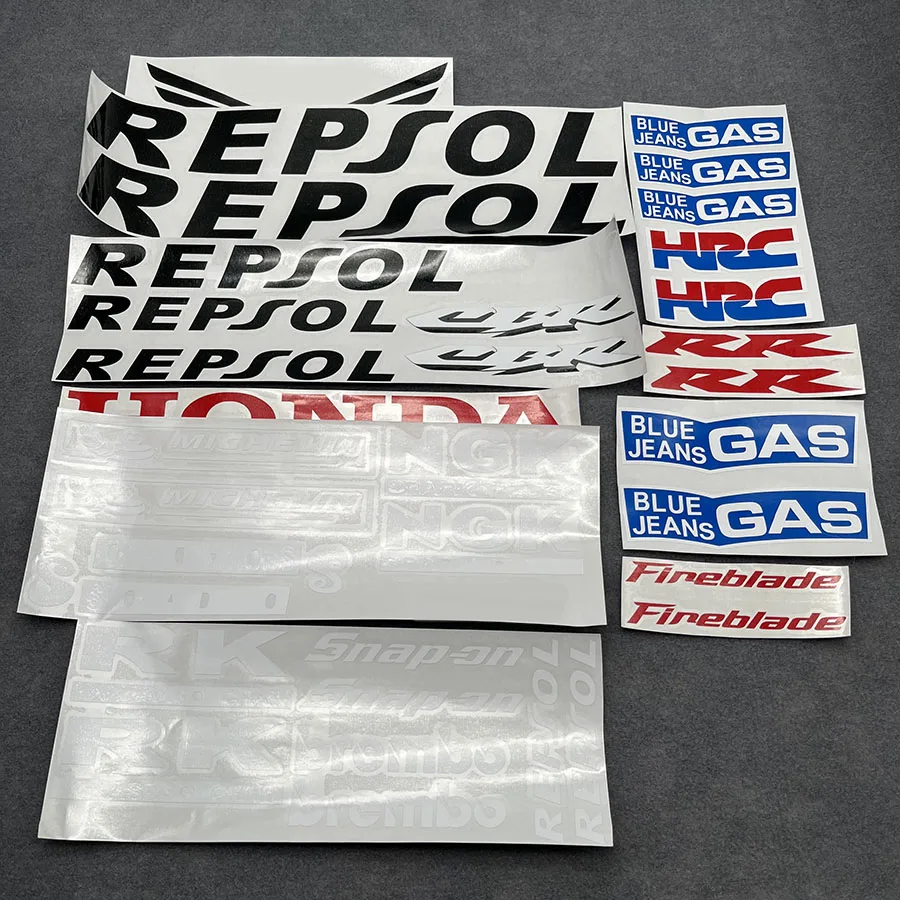 REPSOL
REPSOL
REPSOL
REPSOL
CBR
REPSOL
CBR
HONDA
MICHELIN
MICHELIN
NGK
NGK
RK
RK
Snap-on
Snap-on
brembo
brembo
REPSOL
REPSOL
BLUE JEANS GAS
BLUE JEANS GAS
BLUE JEANS GAS
HRC
HRC
RR
RR
BLUE JEANS GAS
BLUE JEANS GAS
Fireblade
Fireblade